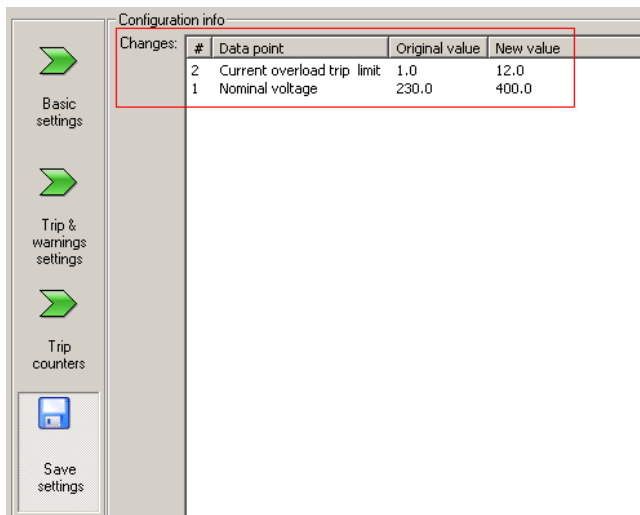 Configuration info
Changes:
# Data point Original value New value
2 Current overload trip limit 1.0 12.0
1 Nominal voltage 230.0 400.0
Basic
settings
Trip &
warnings
settings
Trip
counters
Save
settings